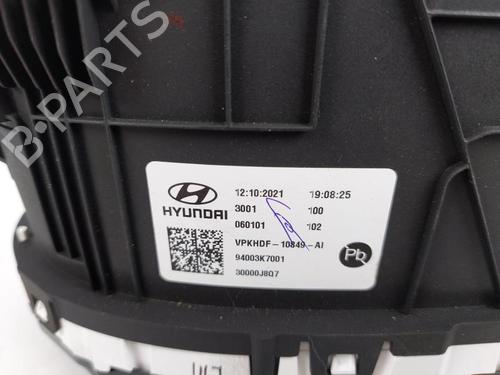 B-PARTS
HYUNDAI
12:10:2021 19:08:25
3001 100
060101 102
VPKHDF-10849-AI
94003K7001
30000J8Q7
Pb